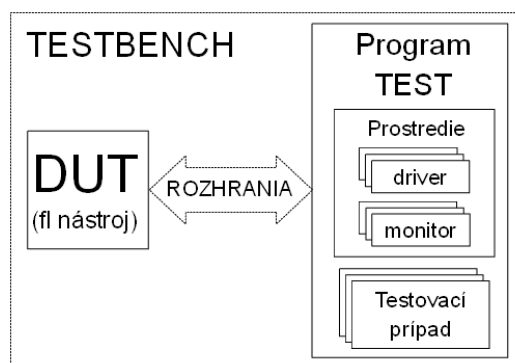 TESTBENCH
DUT
(fl nástroj)
ROZHRANIA
Program
TEST
Prostredie
driver
monitor
Testovací
prípad